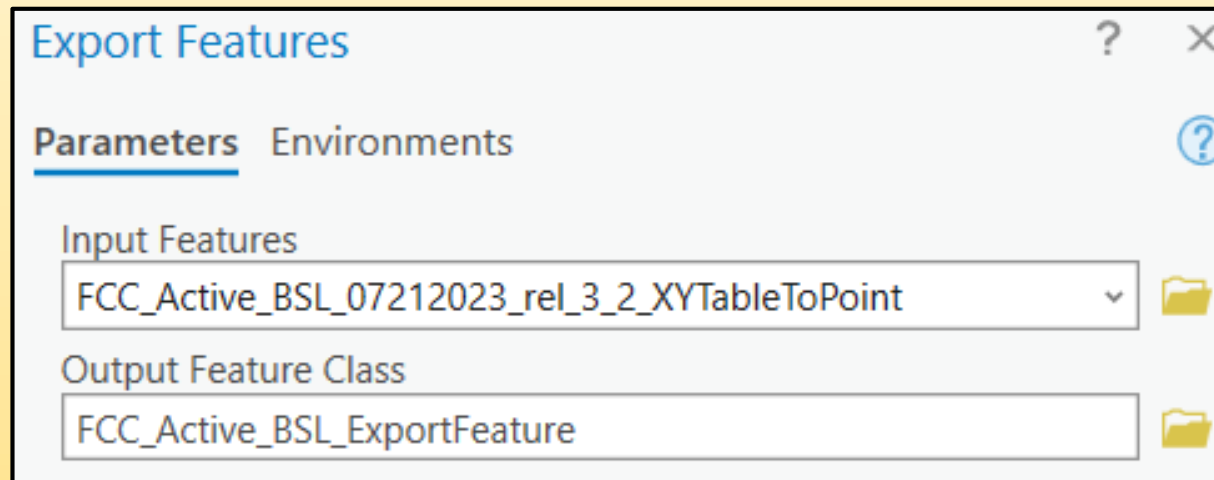 Export Features ? ×
Parameters Environments ?
Input Features
FCC_Active_BSL_07212023_rel_3_2_XYTableToPoint
Output Feature Class
FCC_Active_BSL_ExportFeature